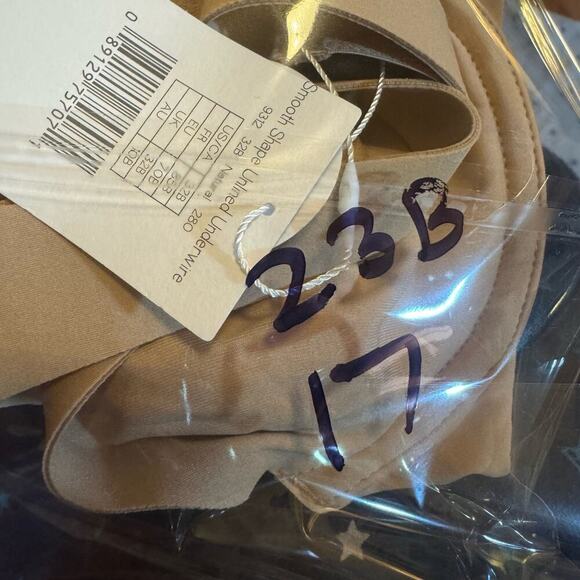 Smooth Shape Unlined Underwire
9312 32B Natural 280
US/CA 32B
FR 85B
EU 70B
UK 32B
AU 10B
0 89129 75707 1
23B
17